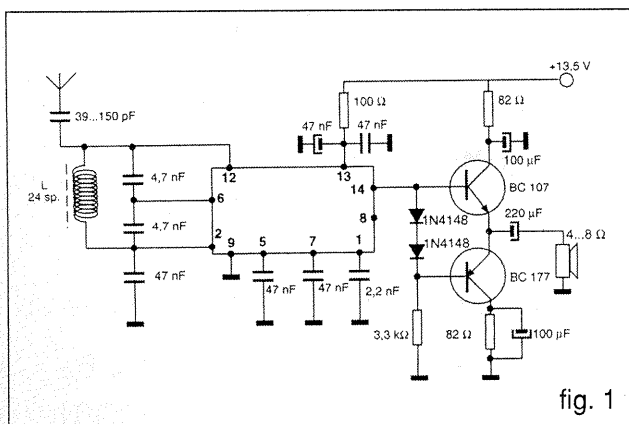 +13.5 V
39...150 pF
100 Ω
82 Ω
47 nF
47 nF
100 µF
L
24 sp.
4,7 nF
12
13
14
BC 107
6
8
1N4148
220 µF
4...8 Ω
4,7 nF
2
9
5
7
1
1N4148
BC 177
47 nF
47 nF
47 nF
2,2 nF
3,3 kΩ
82 Ω
100 µF
fig. 1